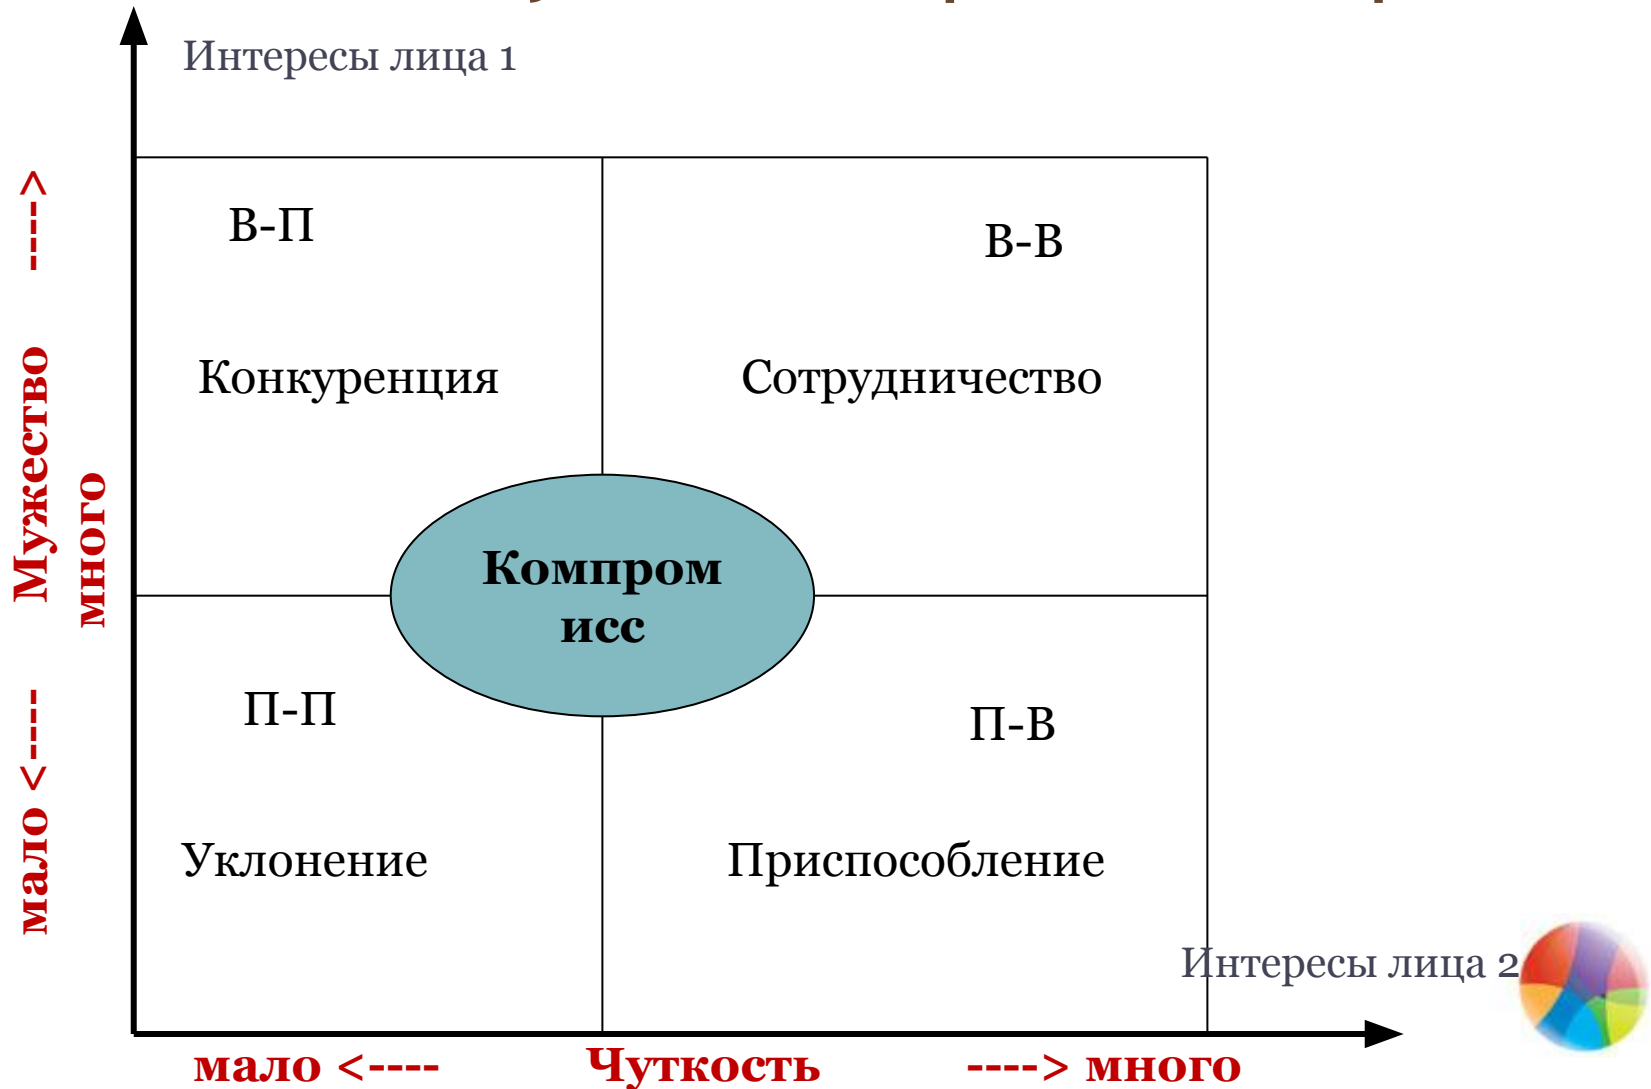 Интересы лица 1
В-П
В-В
Конкуренция
Сотрудничество
Компром
исс
П-П
П-В
Уклонение
Приспособление
Интересы лица 2
мало <---- Мужество ---->
много
мало <---- Чуткость ----> много